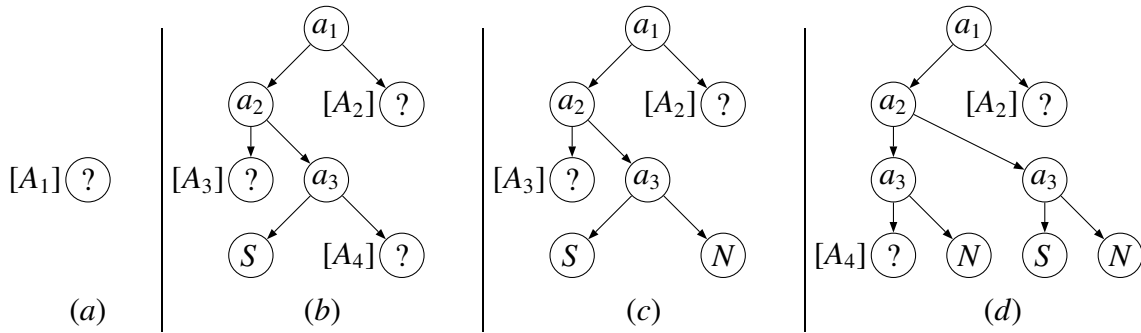 a1 a1 a1
a2 [A2] ? a2 [A2] ? a2 [A2] ?
[A1] ? [A3] ? a3 [A3] ? a3 a3 a3
S [A4] ? S N [A4] ? N S N
(a) (b) (c) (d)